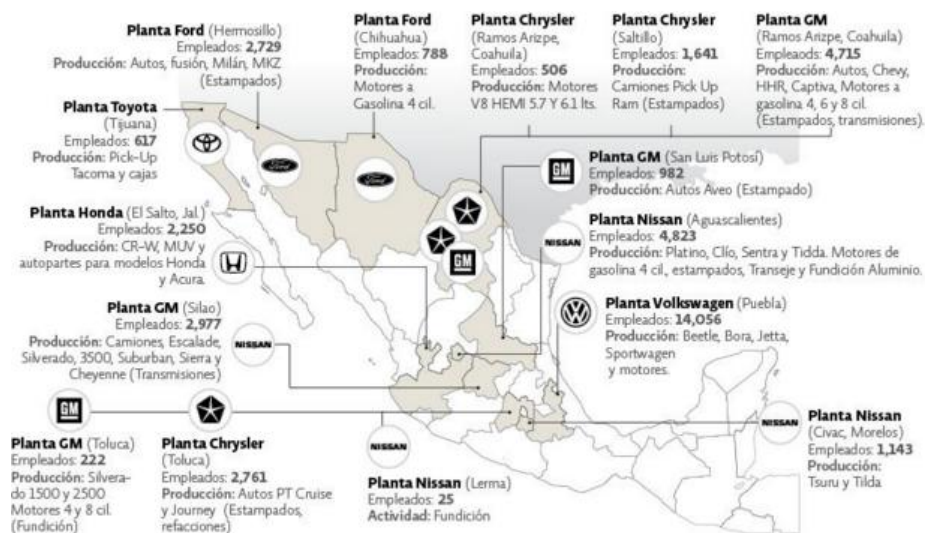 Planta Ford (Hermosillo)
Empleados: 2,729
Producción: Autos, fusión, Milán, MKZ
(Estampados)
Planta Ford
(Chihuahua)
Empleados: 788
Producción:
Motores a
Gasolina 4 cil.
Planta Chrysler
(Ramos Arizpe,
Coahuila)
Empleados: 506
Producción: Motores
V8 HEMI 5.7 Y 6.1 lts.
Planta Chrysler
(Saltillo)
Empleados: 1,641
Producción:
Camiones Pick Up
Ram (Estampados)
Planta GM
(Ramos Arizpe, Coahuila)
Empleaods: 4,715
Producción: Autos, Chevy,
HHR, Captiva, Motores a
gasolina 4, 6 y 8 cil.
(Estampados, transmisiones).
Planta Toyota
(Tijuana)
Empleados: 617
Producción: Pick-Up
Tacoma y cajas
Ford
Ford
GM
Planta GM (San Luis Potosí)
Empleados: 982
Producción: Autos Aveo (Estampado)
Planta Honda (El Salto, Jal.)
Empleados: 2,250
Producción: CR-W, MUV y
autopartes para modelos Honda
y Acura.
GM
NISSAN
Planta Nissan (Aguascalientes)
Empleados: 4,823
Producción: Platino, Clío, Sentra y Tidda. Motores de
gasolina 4 cil., estampados, Transeje y Fundición Aluminio.
Planta GM (Silao)
Empleados: 2,977
Producción: Camiones, Escalade,
Silverado, 3500, Suburban, Sierra y
Cheyenne (Transmisiones)
NISSAN
Planta Volkswagen (Puebla)
Empleados: 14,056
Producción: Beetle, Bora, Jetta,
Sportwagen
y motores.
GM
Planta GM (Toluca)
Empleados: 222
Producción: Silvera-
do 1500 y 2500
Motores 4 y 8 cil.
(Fundición)
Planta Chrysler
(Toluca)
Empleados: 2,761
Producción: Autos PT Cruise
y Journey (Estampados,
refacciones)
NISSAN
Planta Nissan (Lerma)
Empleados: 25
Actividad: Fundición
NISSAN
Planta Nissan
(Civac, Morelos)
Empleados: 1,143
Producción:
Tsuru y Tilda